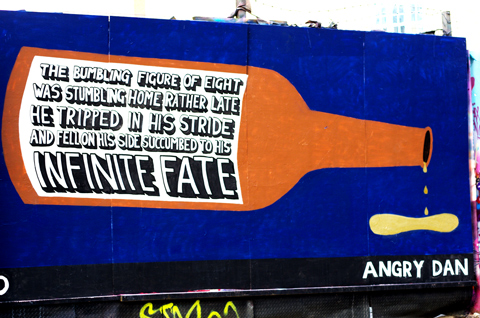 THE BUMBLING FIGURE OF EIGHT
WAS STUMBLING HOME RATHER LATE
HE TRIPPED IN HIS STRIDE
AND FELL ON HIS SIDE SUCCUMBED TO HIS
INFINITE FATE
ANGRY DAN